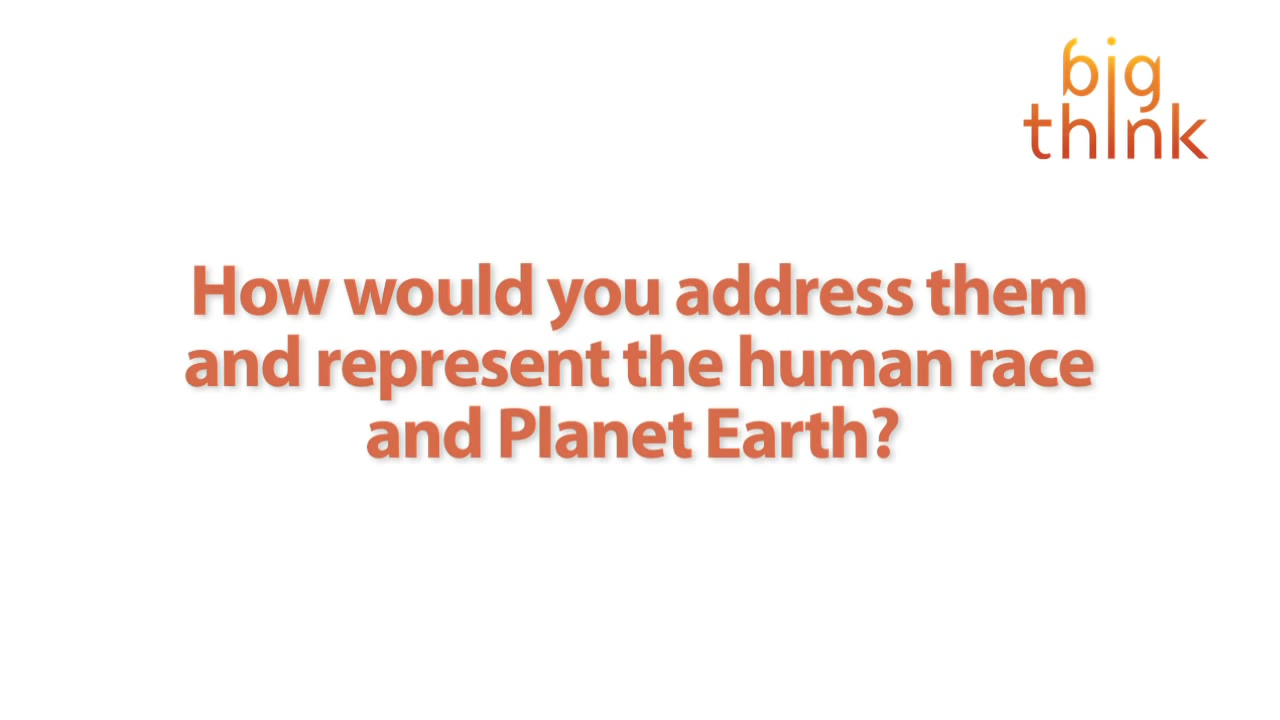 big
think
How would you address them
and represent the human race
and Planet Earth?